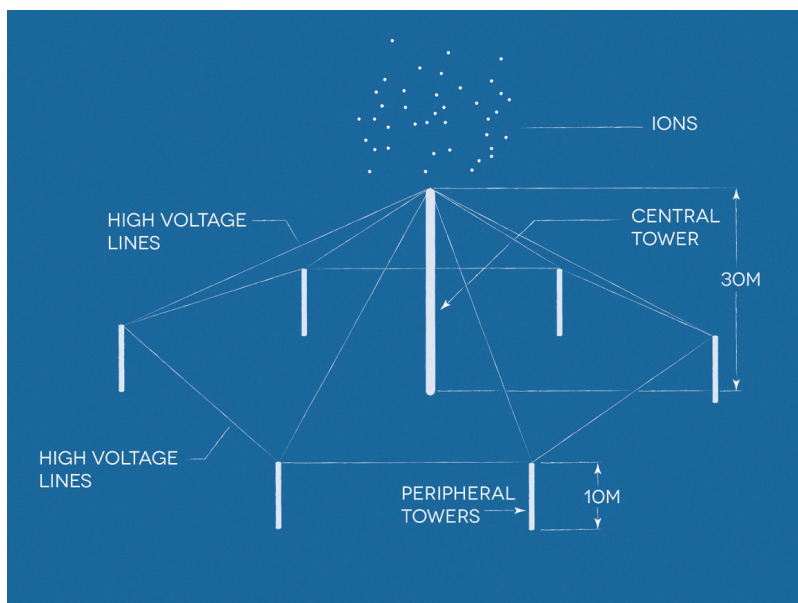 IONS
HIGH VOLTAGE
LINES
CENTRAL
TOWER
30M
HIGH VOLTAGE
LINES
PERIPHERAL
TOWERS
10M